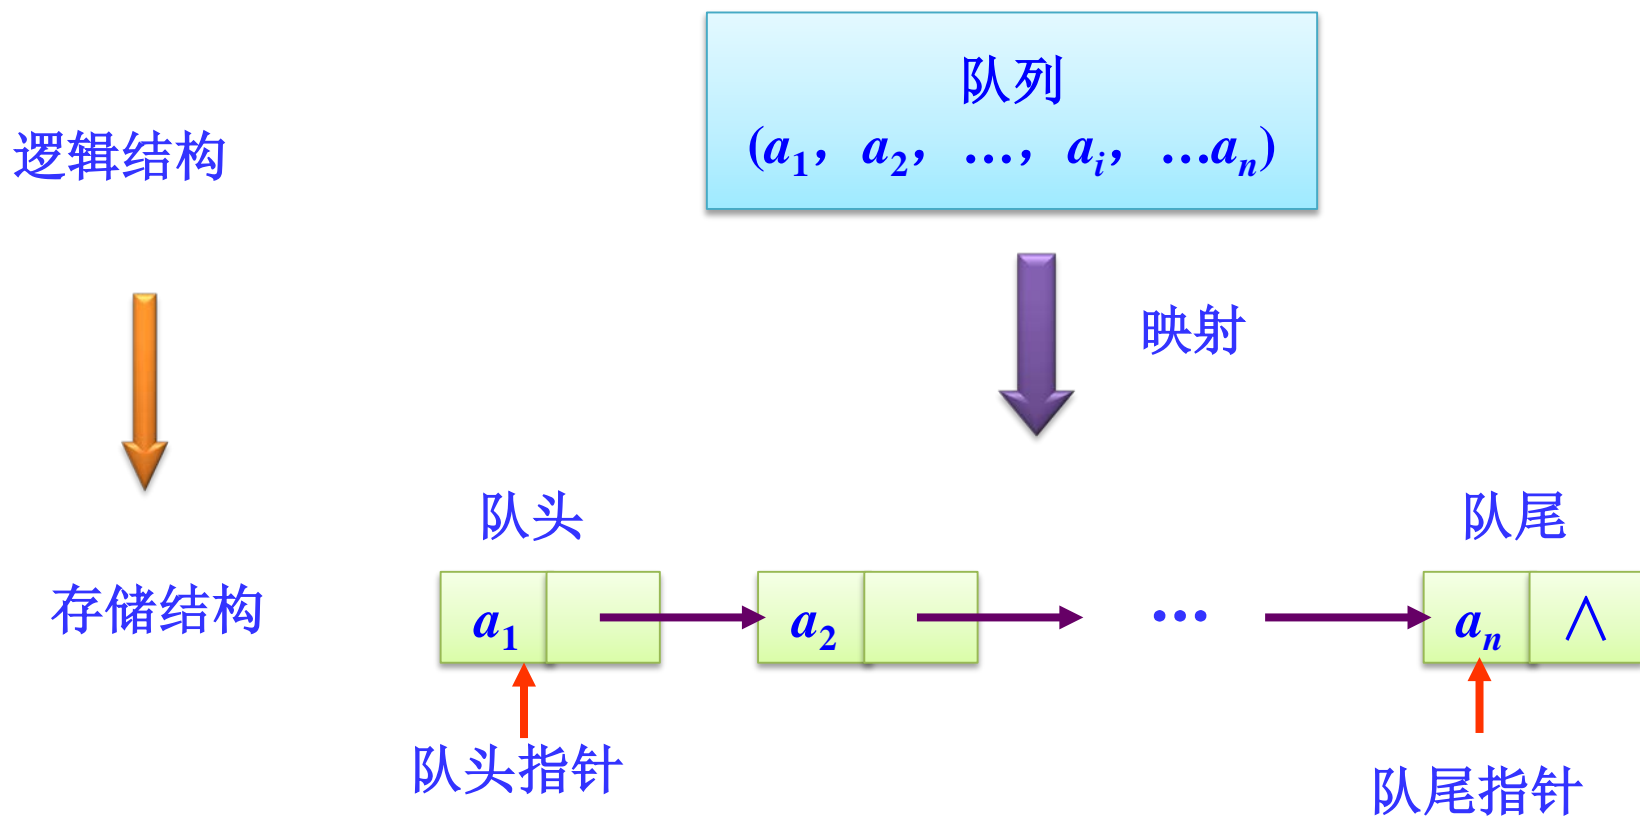 队列
(a1，a2，…，ai，…an)
逻辑结构
映射
队头
队尾
存储结构
a1
a2
…
an
∧
队头指针
队尾指针